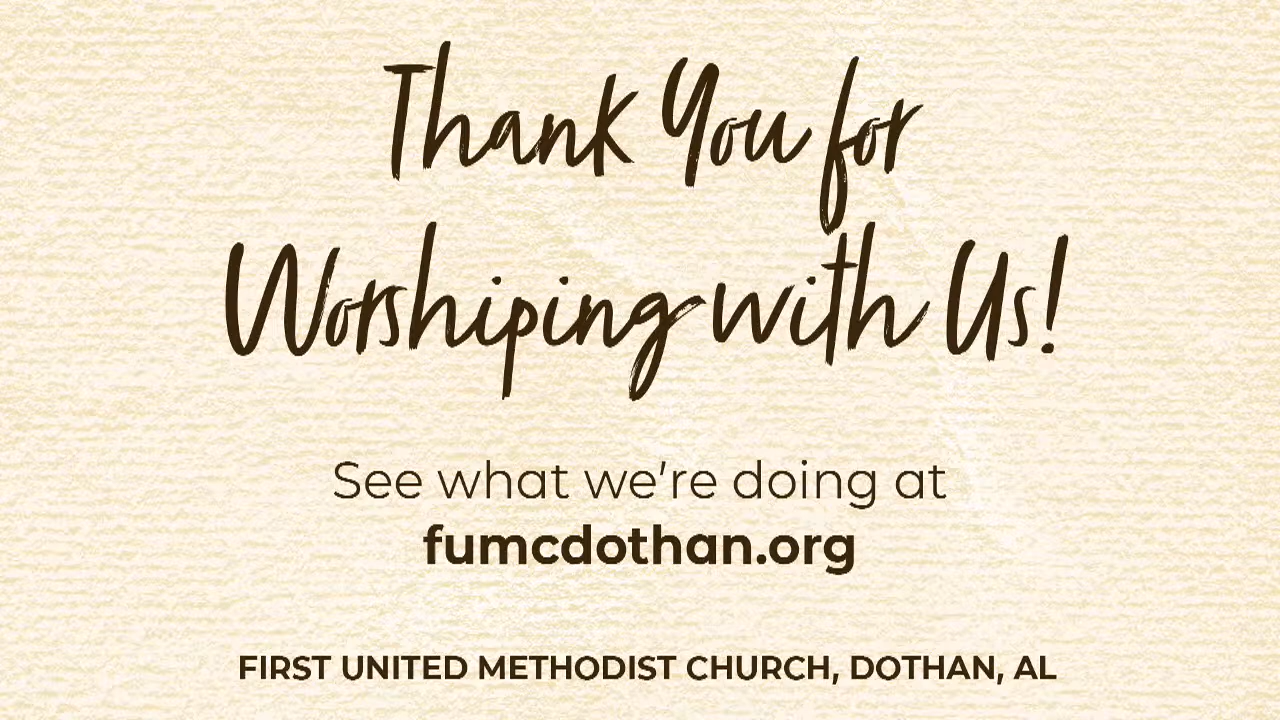 Thank You for
Worshiping with Us!
See what we're doing at
fumcdothan.org
FIRST UNITED METHODIST CHURCH, DOTHAN, AL